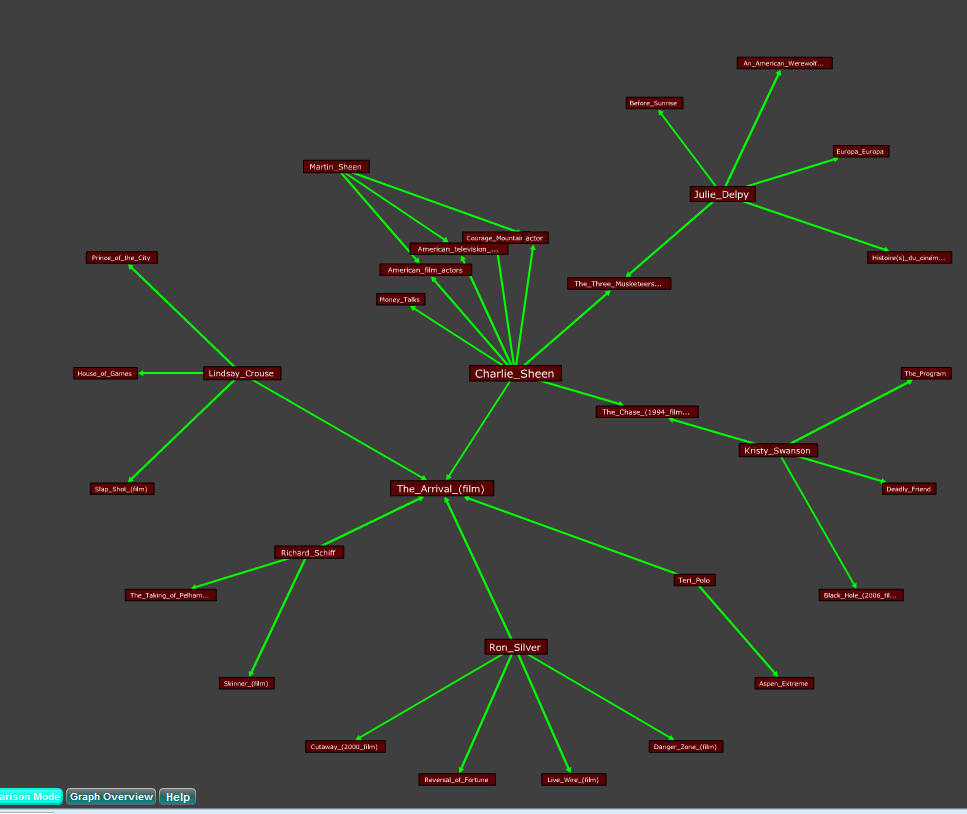 An_American_Werewolf...
Before_Sunrise
Europa_Europa
Martin_Sheen
Julie_Delpy
Courage_Mountain
actor
American_television_...
Prince_of_the_City
Histoire(s)_du_ciném...
American_film_actors
The_Three_Musketeers...
Money_Talks
House_of_Games
Lindsay_Crouse
Charlie_Sheen
The_Program
The_Chase_(1994_film...
Kristy_Swanson
Slap_Shot_(film)
The_Arrival_(film)
Deadly_Friend
Richard_Schiff
Teri_Polo
The_Taking_of_Pelham...
Black_Hole_(2006_fil...
Ron_Silver
Skinner_(film)
Aspen_Extreme
Cutaway_(2000_film)
Danger_Zone_(film)
Reversal_of_Fortune
Live_Wire_(film)
arison Mode
Graph Overview
Help